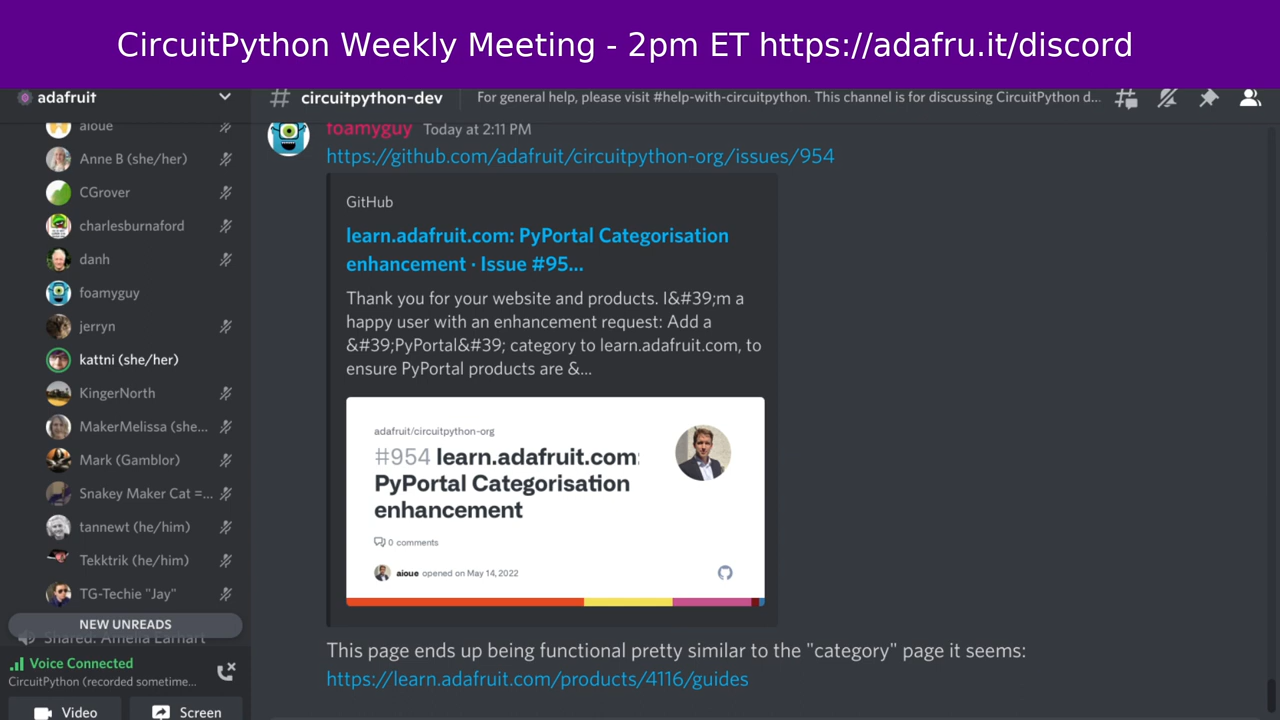 CircuitPython Weekly Meeting - 2pm ET https://adafru.it/discord
adafruit
# circuitpython-dev
For general help, please visit #help-with-circuitpython. This channel is for discussing CircuitPython d...
aioue
Anne B (she/her)
CGrover
charlesburnaford
danh
foamyguy
jerryn
kattni (she/her)
KingerNorth
MakerMelissa (she...
Mark (Gamblor)
Snakey Maker Cat =...
tannewt (he/him)
Tekktrik (he/him)
TG-Techie "Jay"
NEW UNREADS
Shared: Amelia Earhart
Voice Connected
CircuitPython (recorded sometime...
Video
Screen
foamyguy Today at 2:11 PM
https://github.com/adafruit/circuitpython-org/issues/954
GitHub
learn.adafruit.com: PyPortal Categorisation
enhancement · Issue #95...
Thank you for your website and products. I&#39;m a
happy user with an enhancement request: Add a
&#39;PyPortal&#39; category to learn.adafruit.com, to
ensure PyPortal products are &...
adafruit/circuitpython-org
#954 learn.adafruit.com:
PyPortal Categorisation
enhancement
0 comments
aioue opened on May 14, 2022
This page ends up being functional pretty similar to the "category" page it seems:
https://learn.adafruit.com/products/4116/guides